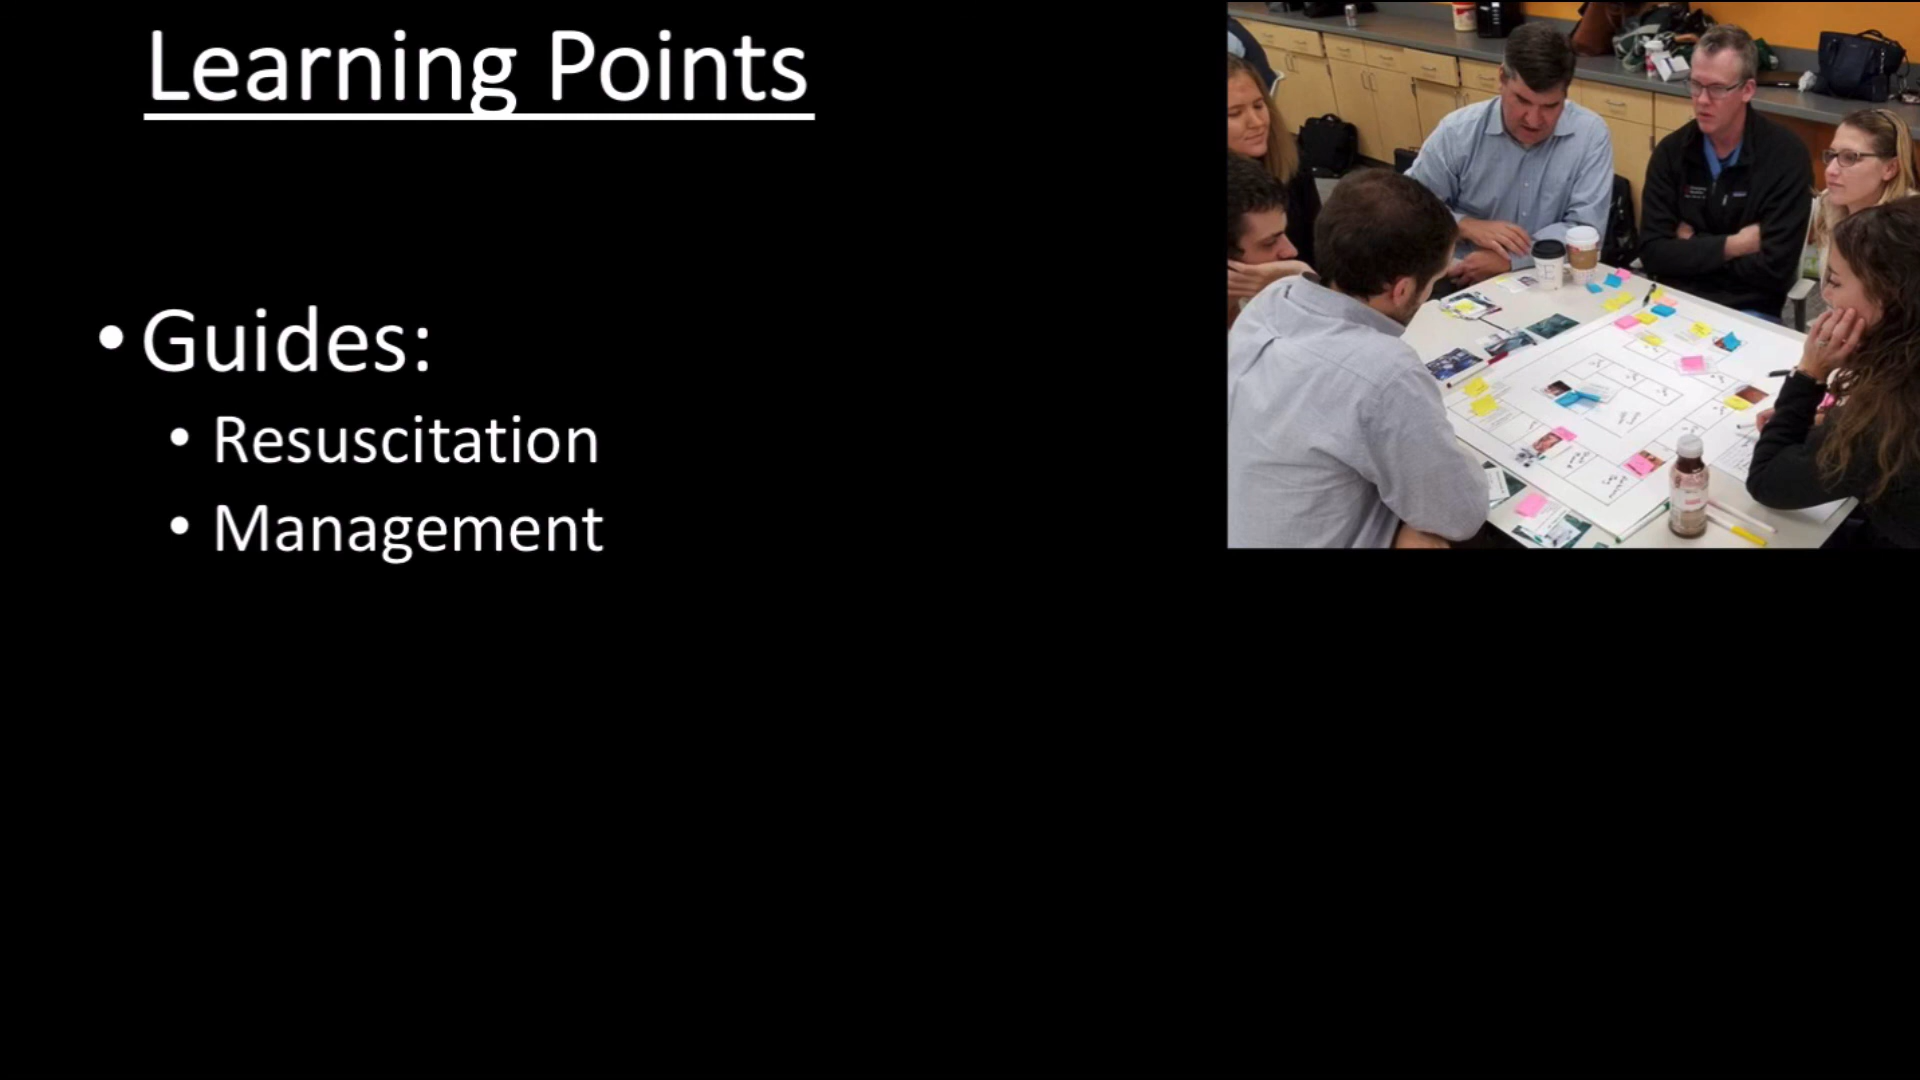 Learning Points
• Guides:
• Resuscitation
• Management